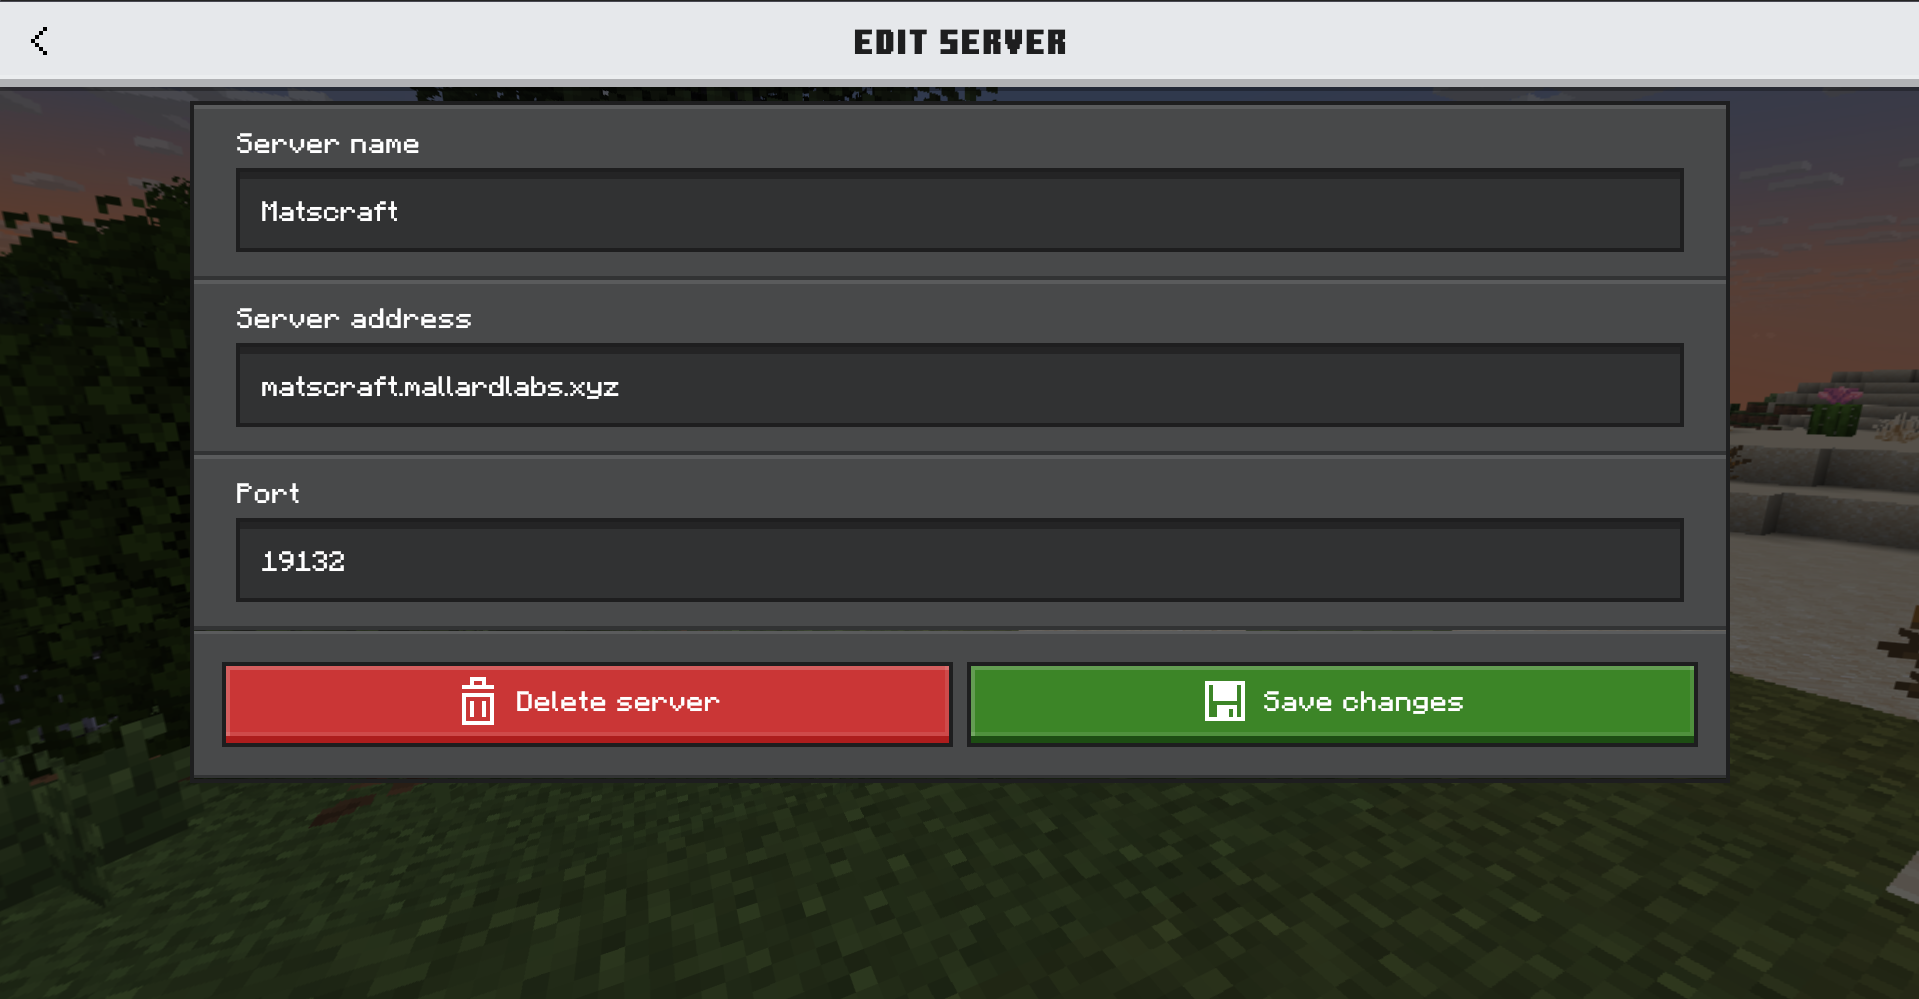 EDIT SERVER
Server name
Matscraft
Server address
matscraft.mallardlabs.xyz
Port
19132
Delete server
Save changes